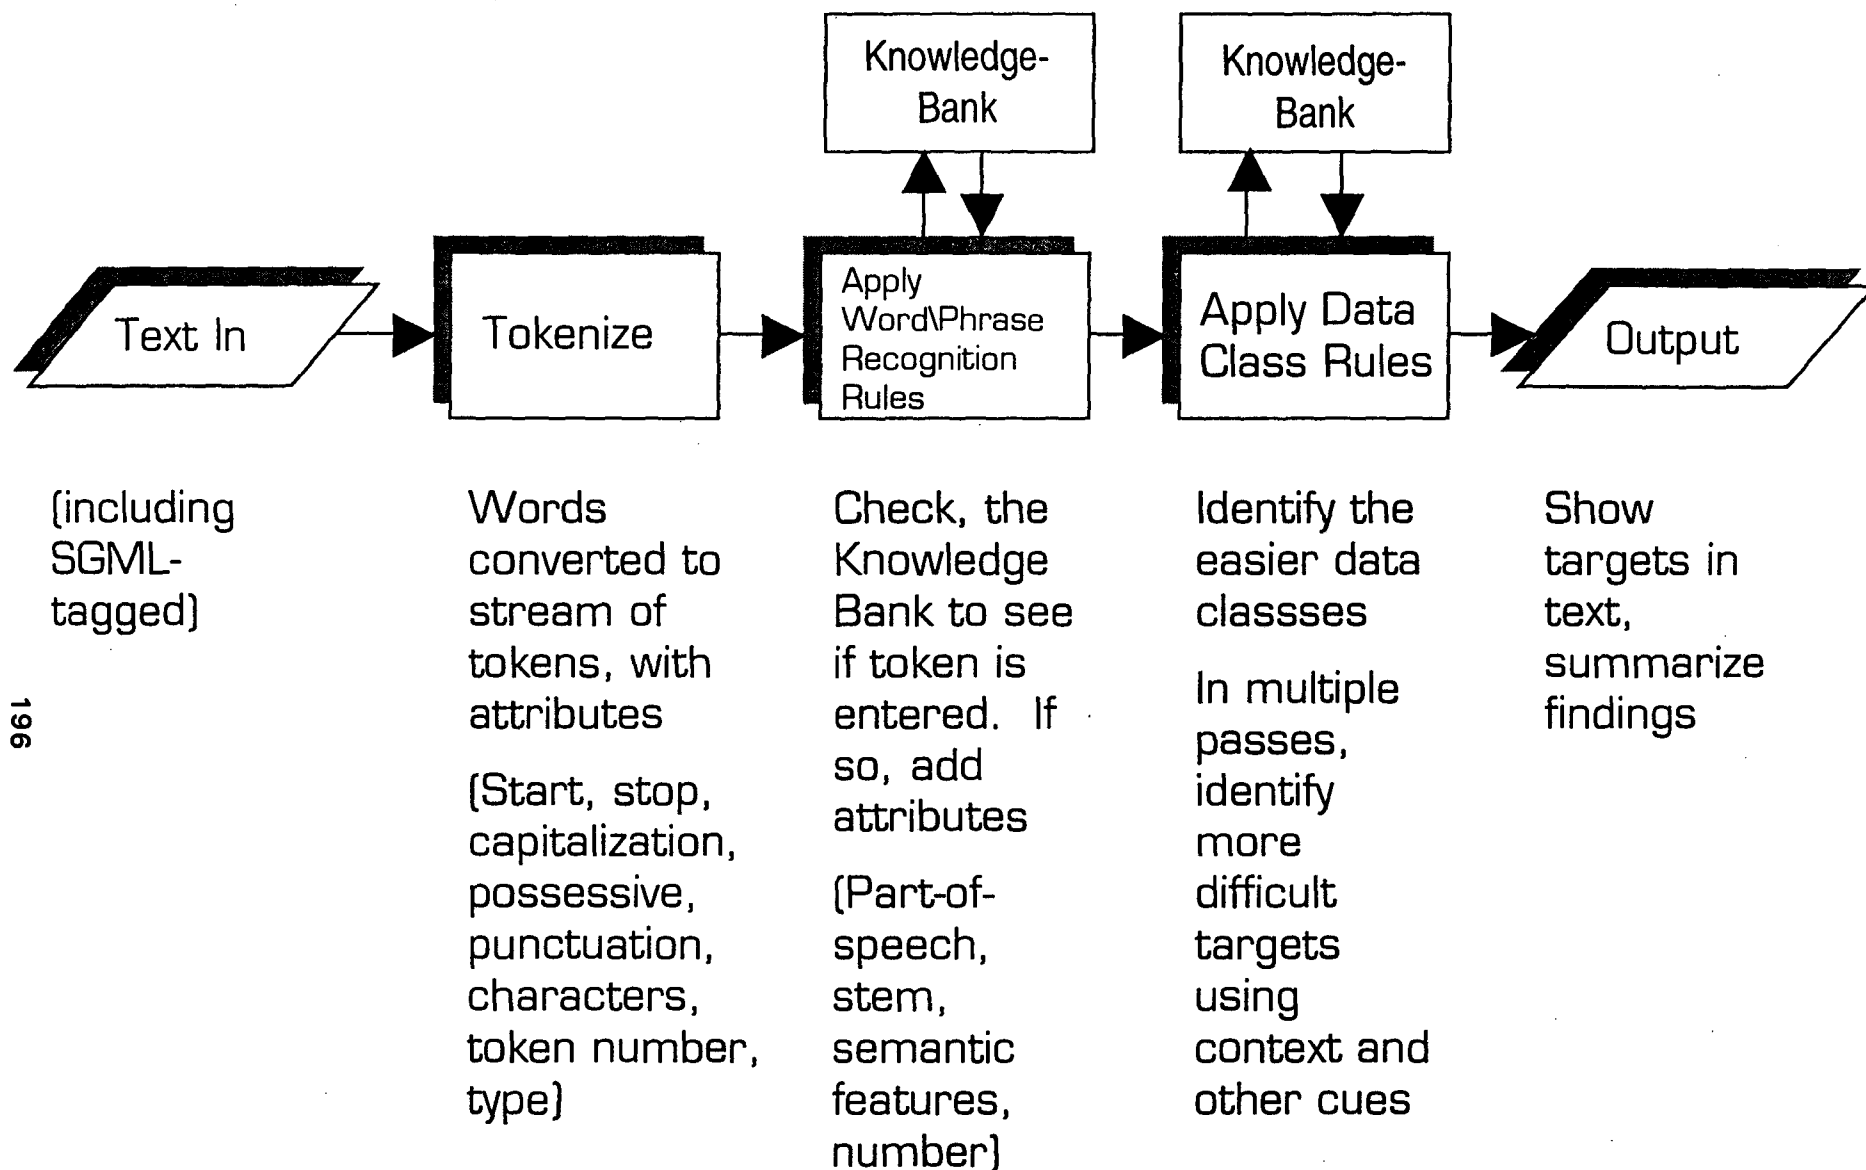 Knowledge-
Bank
Knowledge-
Bank
Text In
Tokenize
Apply
Word\Phrase
Recognition
Rules
Apply Data
Class Rules
Output
(including
SGML-
tagged)
Words
converted to
stream of
tokens, with
attributes
(Start, stop,
capitalization,
possessive,
punctuation,
characters,
token number,
type)
Check, the
Knowledge
Bank to see
if token is
entered. If
so, add
attributes
(Part-of-
speech,
stem,
semantic
features,
number)
Identify the
easier data
classses
In multiple
passes,
identify
more
difficult
targets
using
context and
other cues
Show
targets in
text,
summarize
findings
196